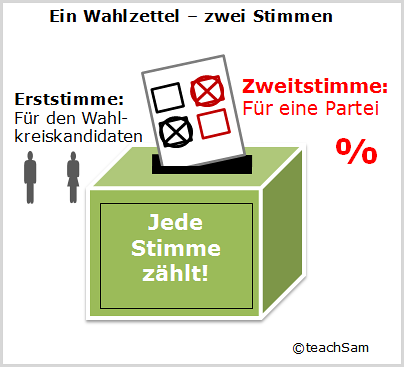 Ein Wahlzettel – zwei Stimmen
Erststimme:
Für den Wahl-
kreiskandidaten
Zweitstimme:
Für eine Partei
%
Jede
Stimme
zählt!
©teachSam